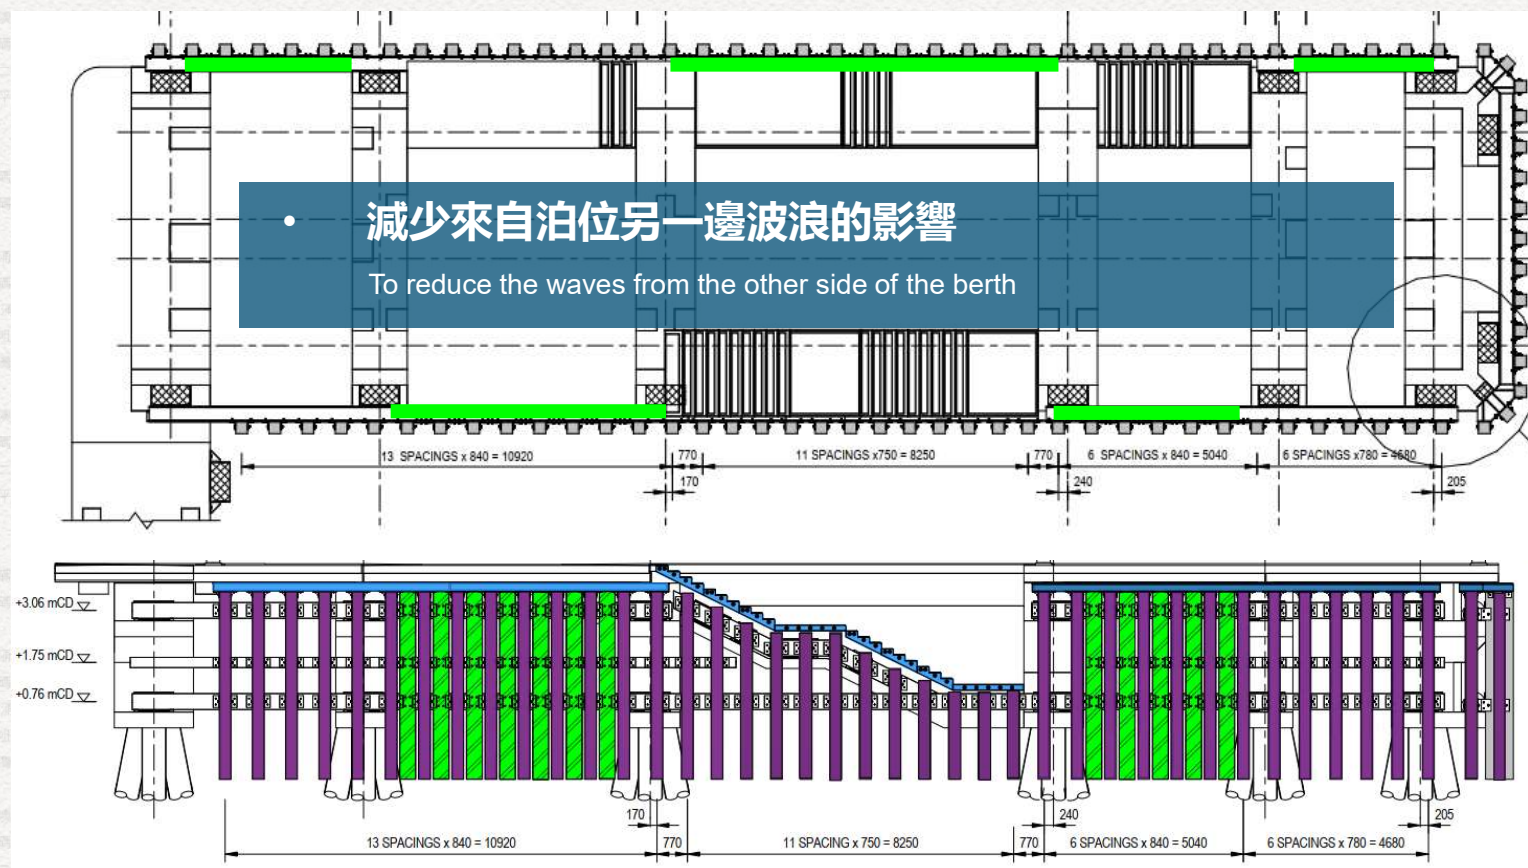 • 減少來自泊位另一邊波浪的影響
To reduce the waves from the other side of the berth
13 SPACINGS x 840 = 10920
770
11 SPACINGS x750 = 8250
770
6 SPACINGS x 840 = 5040
6 SPACINGS x780 = 4680
170
240
205
+3.06 mCD
+1.75 mCD
+0.76 mCD
170
240
205
13 SPACINGS x 840 = 10920
770
11 SPACING x 750 = 8250
770
6 SPACINGS x 840 = 5040
6 SPACINGS x 780 = 4680